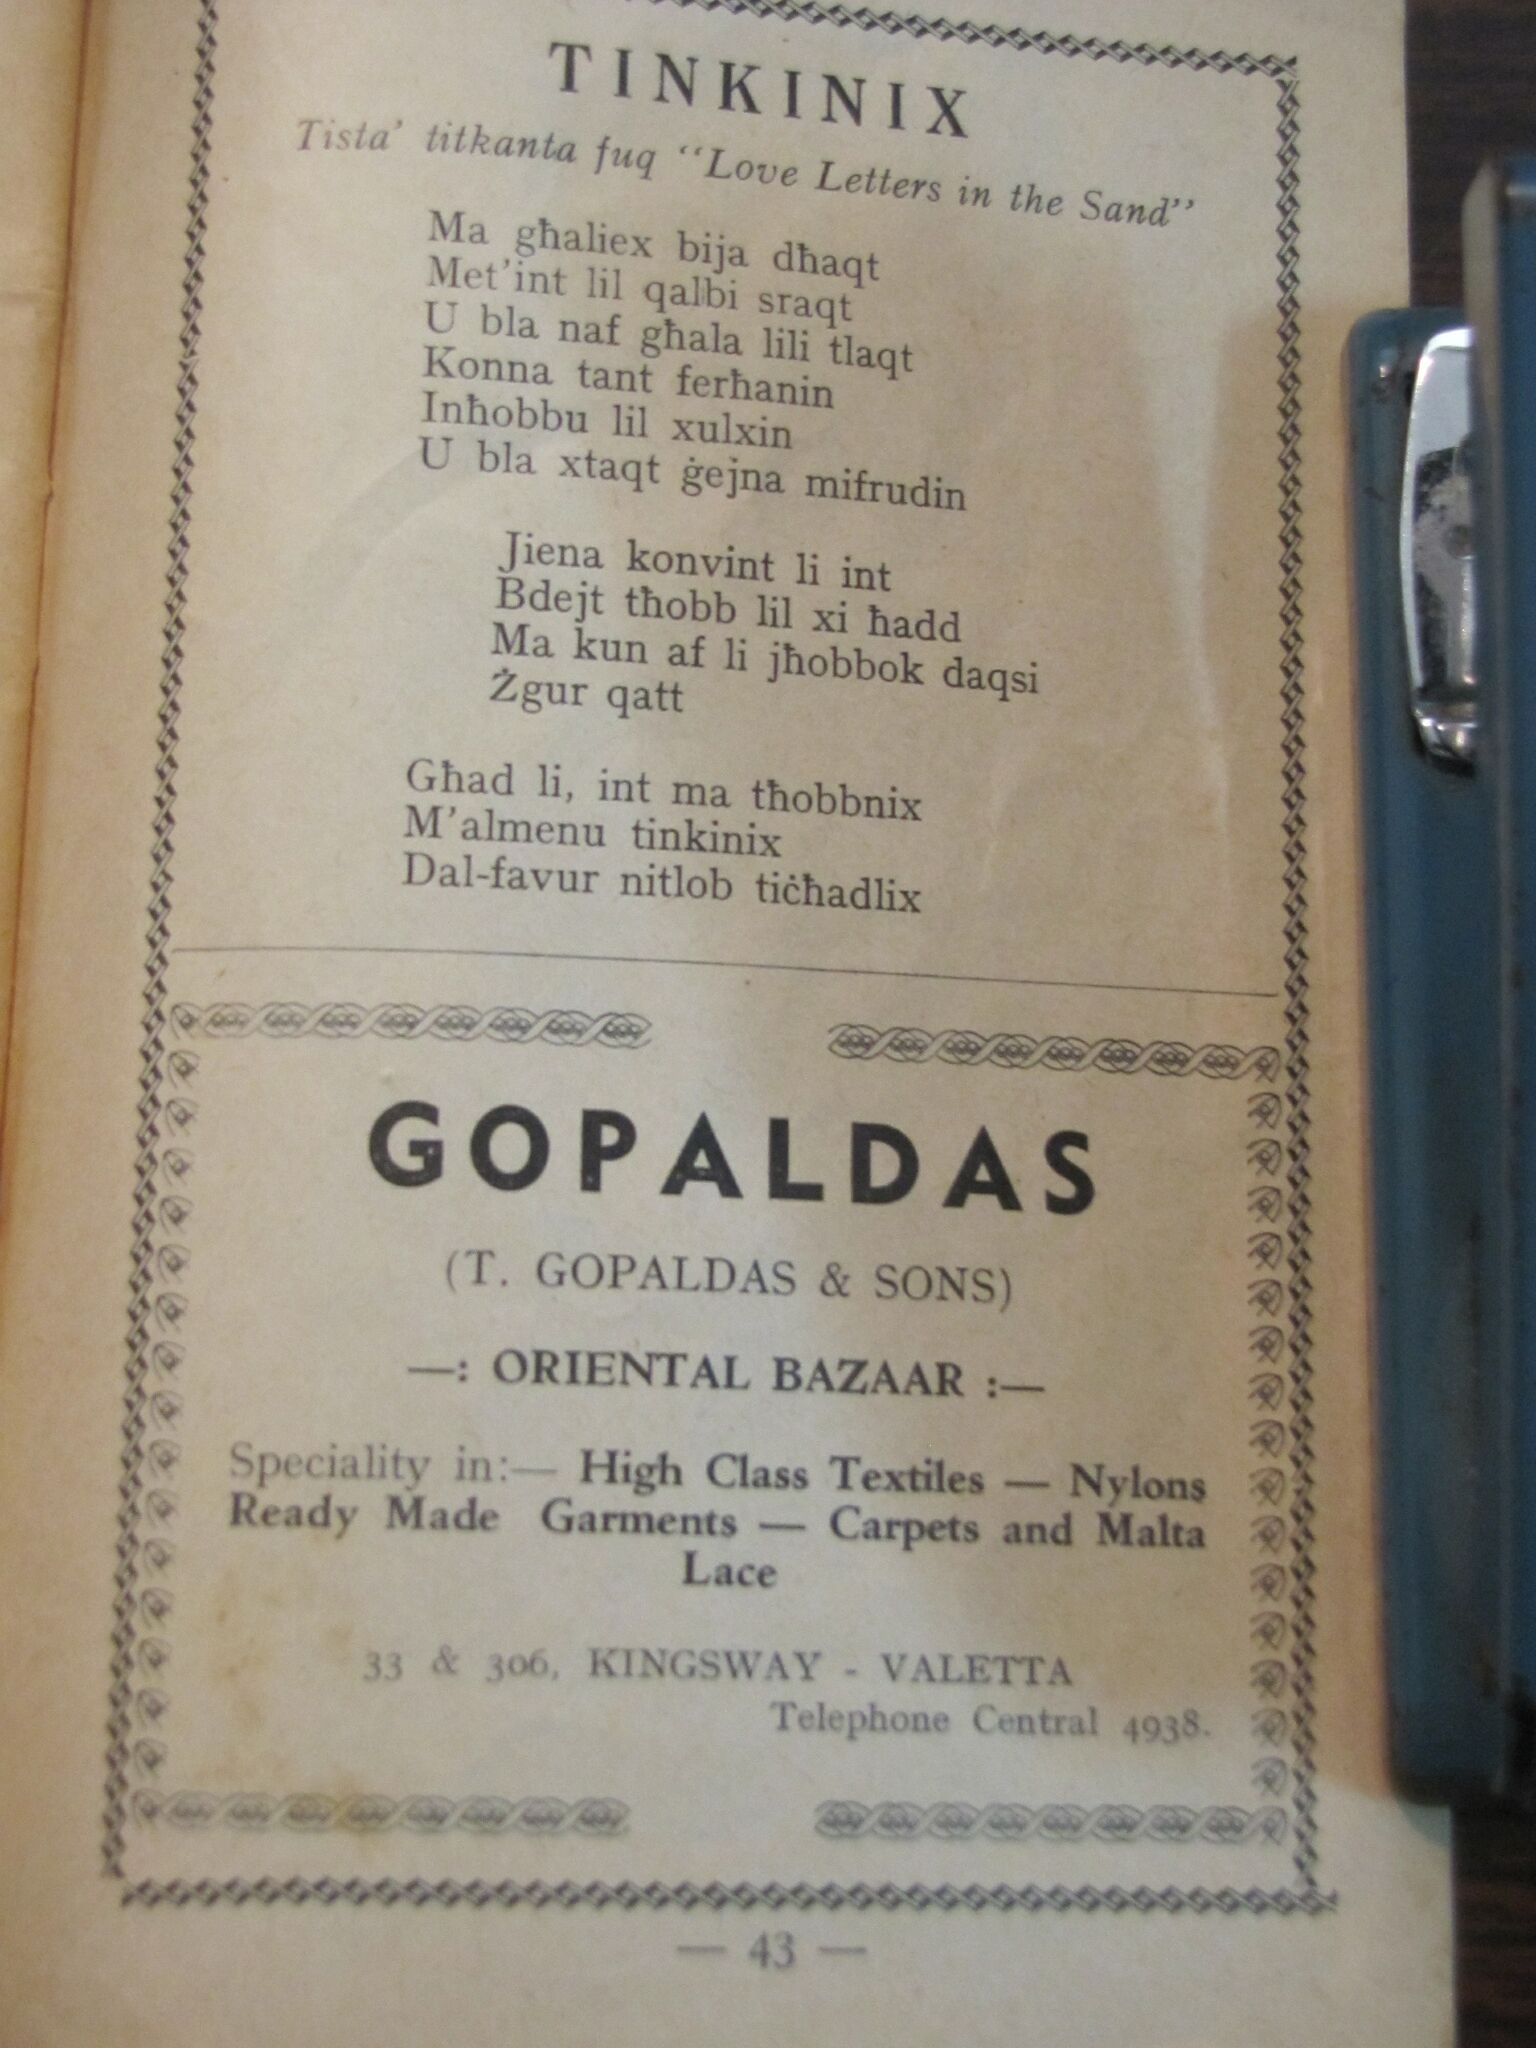 TINKINIX
Tista' titkanta fuq "Love Letters in the Sand"
Ma għaliex bija dħaqt
Met'int lil qalbi sraqt
U bla naf għala lili tlaqt
Konna tant ferħanin
Inħobbu lil xulxin
U bla xtaqt ġejna mifrudin
Jiena konvint li int
Bdejt tħobb lil xi ħadd
Ma kun af li jħobbok daqsi
Żgur qatt
Għad li, int ma tħobbnix
M'almenu tinkinix
Dal-favur nitlob tiċħadlix
GOPALDAS
(T. GOPALDAS & SONS)
—: ORIENTAL BAZAAR :—
Speciality in:— High Class Textiles — Nylons
Ready Made Garments — Carpets and Malta
Lace
33 & 306, KINGSWAY - VALETTA
Telephone Central 4938.
— 43 —